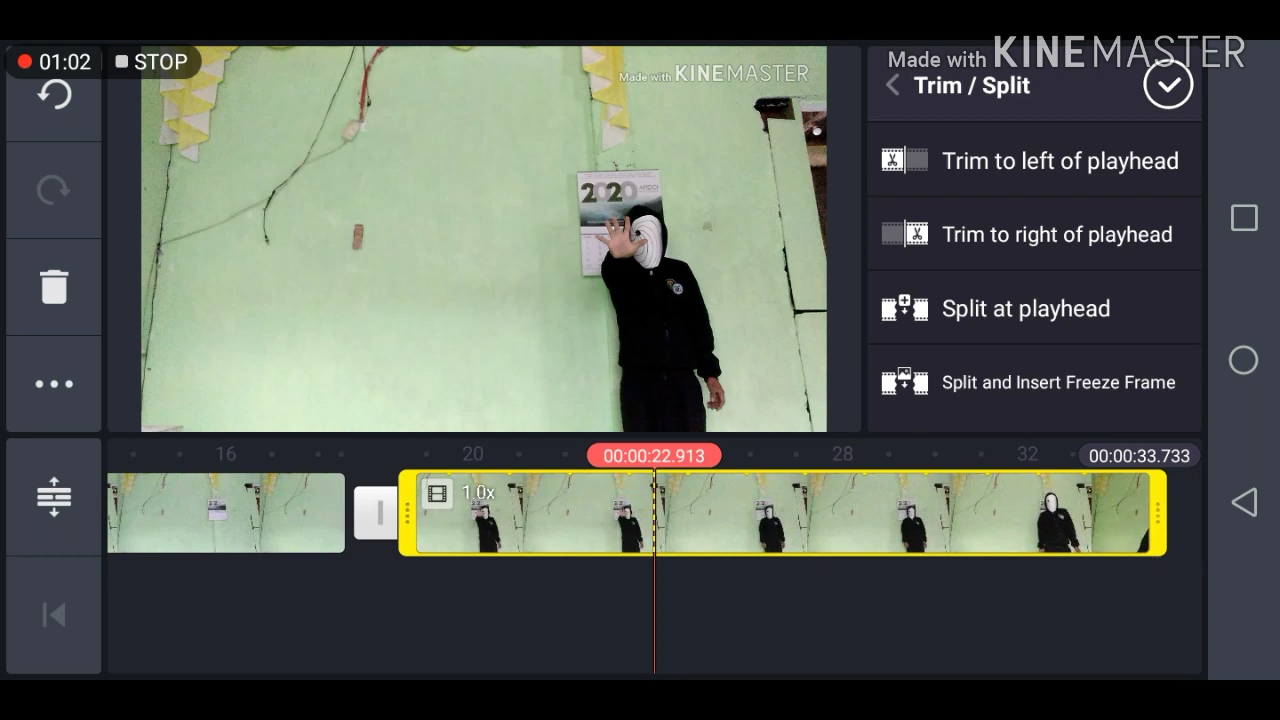 01:02
STOP
Made with KINEMASTER
Made with KINEMASTER
Trim / Split
2020
Trim to left of playhead
Trim to right of playhead
Split at playhead
Split and Insert Freeze Frame
16
20
00:00:22.913
28
32
00:00:33.733
1.0x